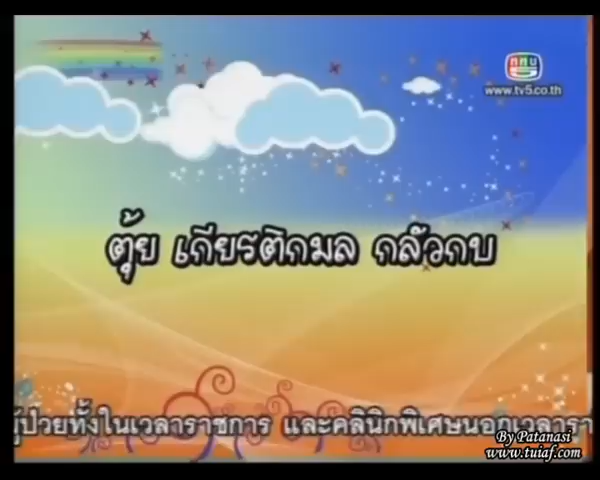 ททบ
www.tv5.co.th
ตุ้ย เกียรติกมล กลัวกบ
ผู้ป่วยทั้งในเวลาราชการ และคลินิกพิเศษนอกเวลารา
By Patanasi
www.tuiaf.com